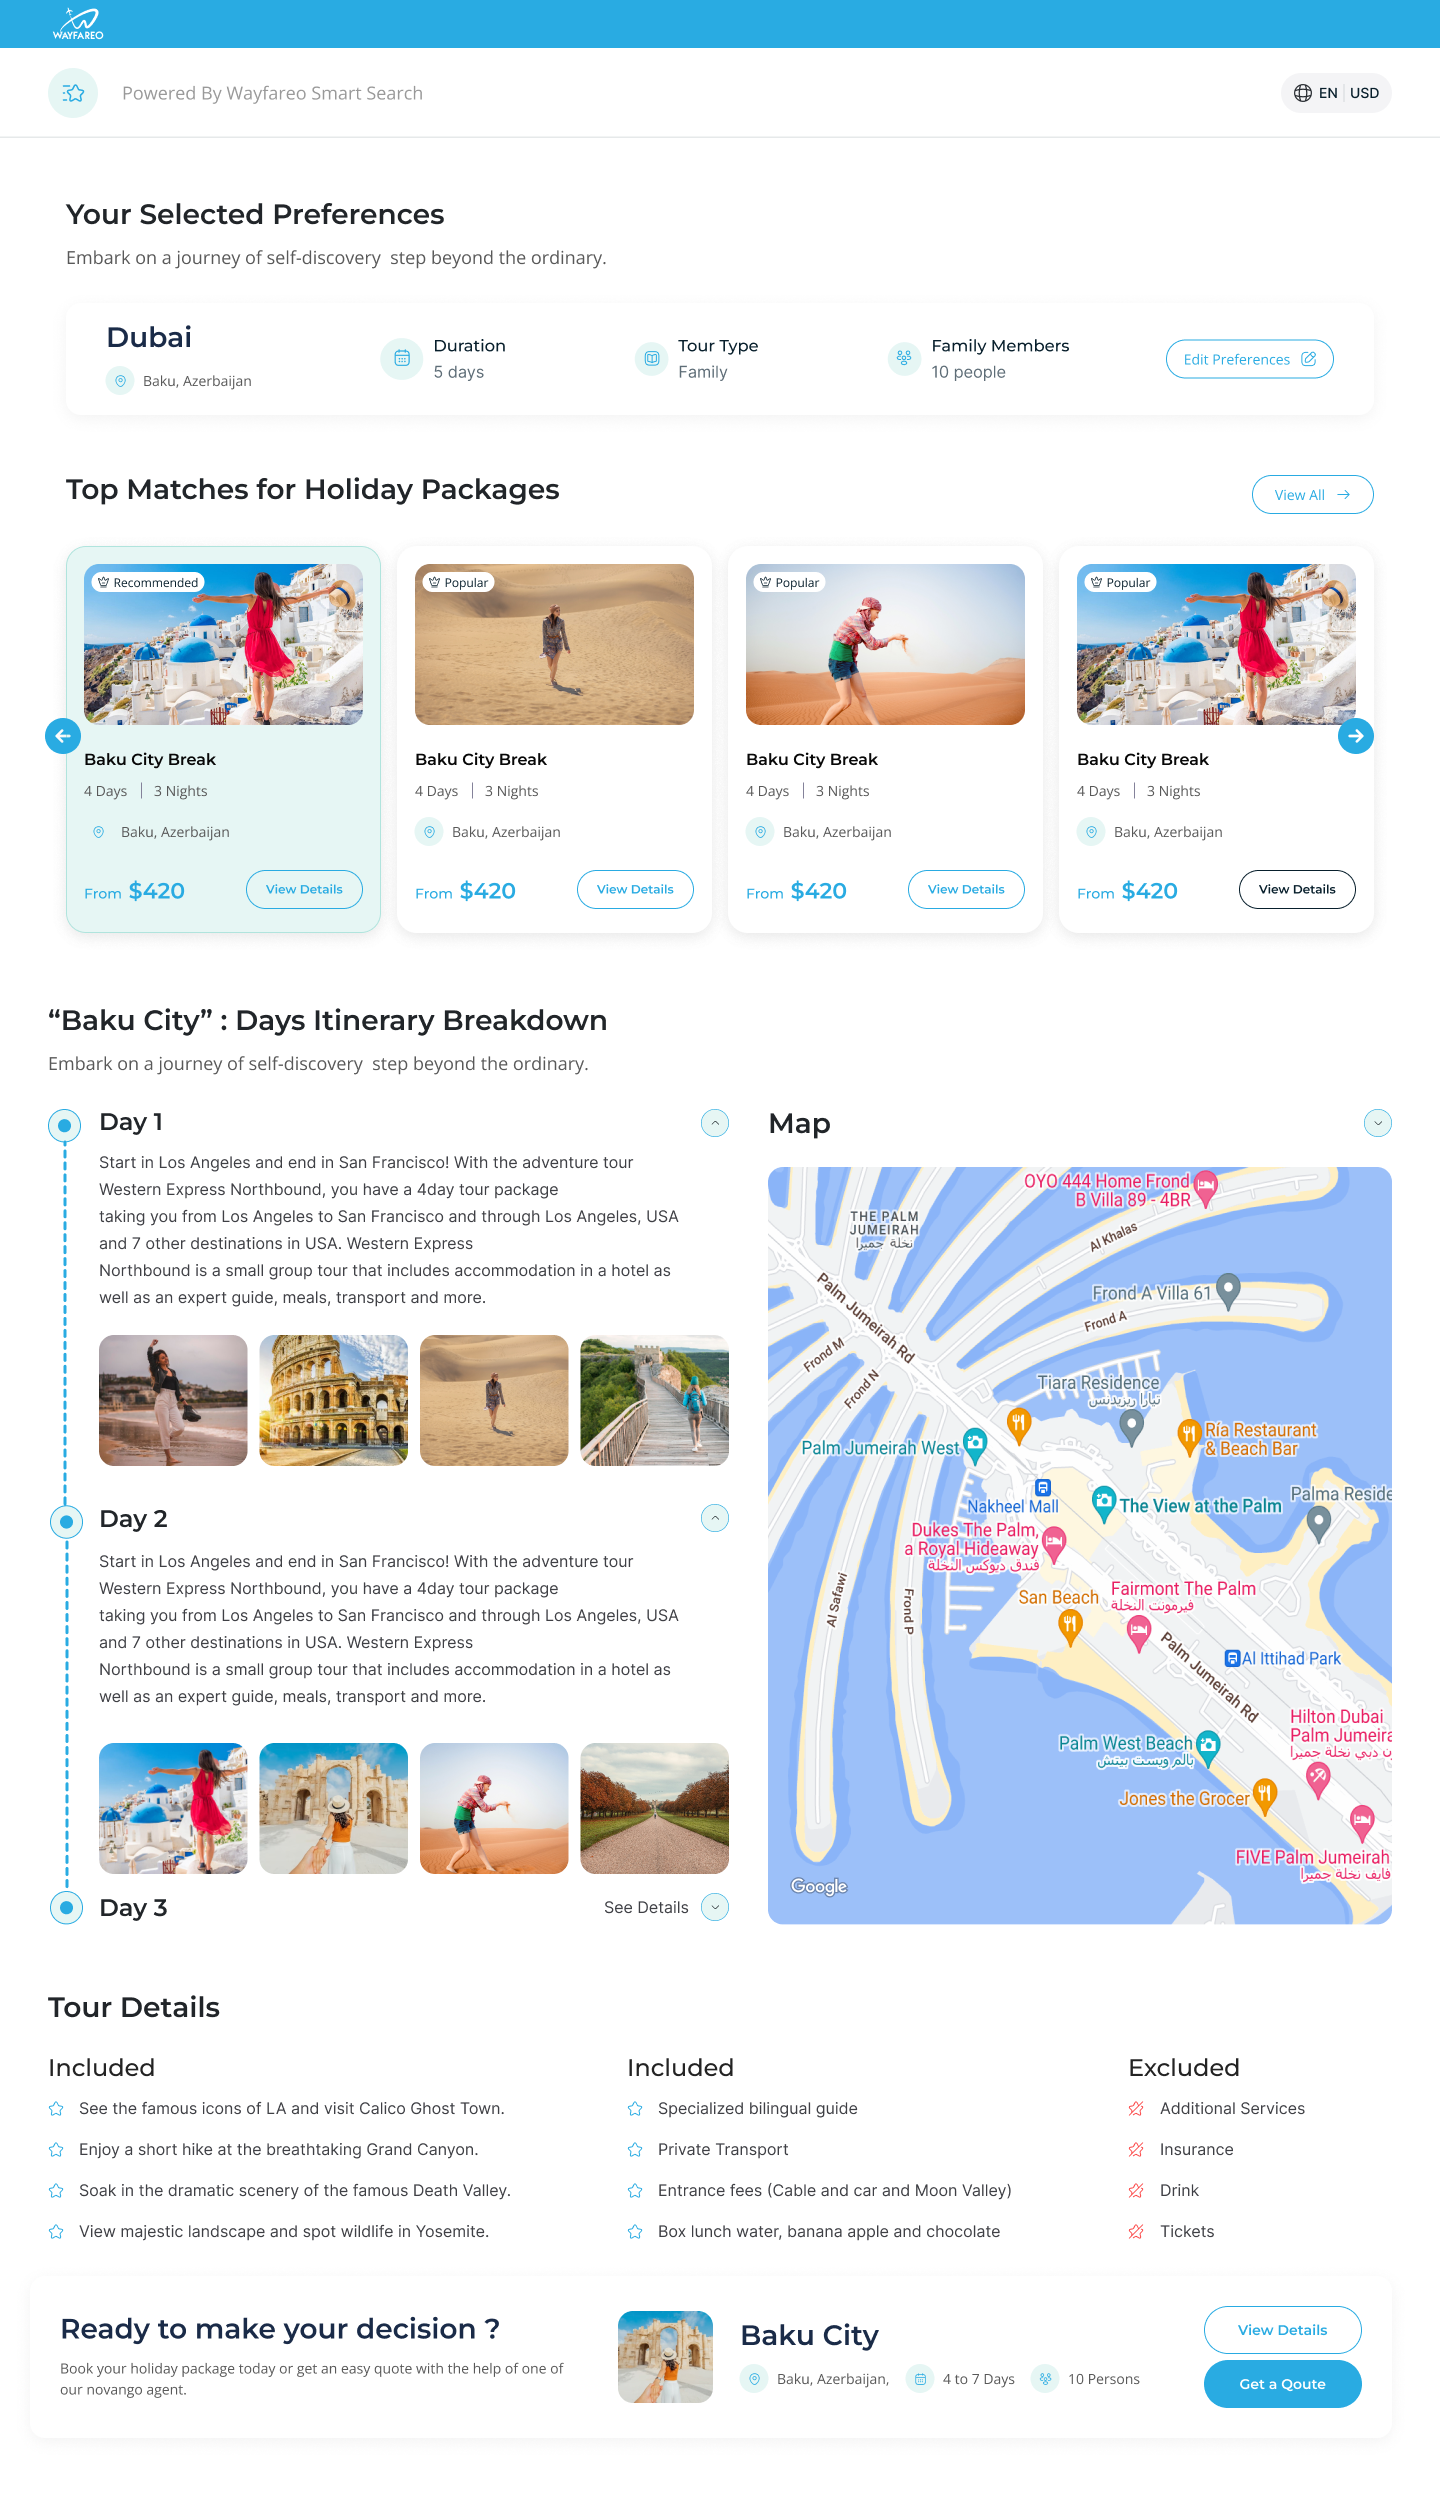 WAYFAREO
Powered By Wayfareo Smart Search
EN | USD
Your Selected Preferences
Embark on a journey of self-discovery step beyond the ordinary.
Dubai
Baku, Azerbaijan
Duration
5 days
Tour Type
Family
Family Members
10 people
Edit Preferences
Top Matches for Holiday Packages
View All
Recommended
Baku City Break
4 Days | 3 Nights
Baku, Azerbaijan
From $420
View Details
Popular
Baku City Break
4 Days | 3 Nights
Baku, Azerbaijan
From $420
View Details
Popular
Baku City Break
4 Days | 3 Nights
Baku, Azerbaijan
From $420
View Details
Popular
Baku City Break
4 Days | 3 Nights
Baku, Azerbaijan
From $420
View Details
“Baku City” : Days Itinerary Breakdown
Embark on a journey of self-discovery step beyond the ordinary.
Day 1
Start in Los Angeles and end in San Francisco! With the adventure tour
Western Express Northbound, you have a 4day tour package
taking you from Los Angeles to San Francisco and through Los Angeles, USA
and 7 other destinations in USA. Western Express
Northbound is a small group tour that includes accommodation in a hotel as
well as an expert guide, meals, transport and more.
Day 2
Start in Los Angeles and end in San Francisco! With the adventure tour
Western Express Northbound, you have a 4day tour package
taking you from Los Angeles to San Francisco and through Los Angeles, USA
and 7 other destinations in USA. Western Express
Northbound is a small group tour that includes accommodation in a hotel as
well as an expert guide, meals, transport and more.
Day 3
See Details
Map
OYO 444 Home Frond
B Villa 89 - 4BR
THE PALM
JUMEIRAH
نخلة جميرا
Al Khalas
Frond A Villa 61
Frond A
Palm Jumeirah Rd
Frond M
Frond N
Tiara Residence
تيارا ريزيدنس
Ría Restaurant
& Beach Bar
Palm Jumeirah West
Palma Reside
Nakheel Mall
The View at the Palm
Dukes The Palm,
a Royal Hideaway
فندق ديوكس النخلة
Fairmont The Palm
فيرمونت النخلة
San Beach
Al Safawi
Frond P
Palm Jumeirah Rd
Al Ittihad Park
Hilton Dubai
Palm Jumeira
ن دبي نخلة جميرا
Palm West Beach
بالم ويست بيتش
Jones the Grocer
FIVE Palm Jumeirah
فايف نخلة جميرا
Google
Tour Details
Included
See the famous icons of LA and visit Calico Ghost Town.
Enjoy a short hike at the breathtaking Grand Canyon.
Soak in the dramatic scenery of the famous Death Valley.
View majestic landscape and spot wildlife in Yosemite.
Included
Specialized bilingual guide
Private Transport
Entrance fees (Cable and car and Moon Valley)
Box lunch water, banana apple and chocolate
Excluded
Additional Services
Insurance
Drink
Tickets
Ready to make your decision ?
Book your holiday package today or get an easy quote with the help of one of
our novango agent.
Baku City
Baku, Azerbaijan,
4 to 7 Days
10 Persons
View Details
Get a Qoute